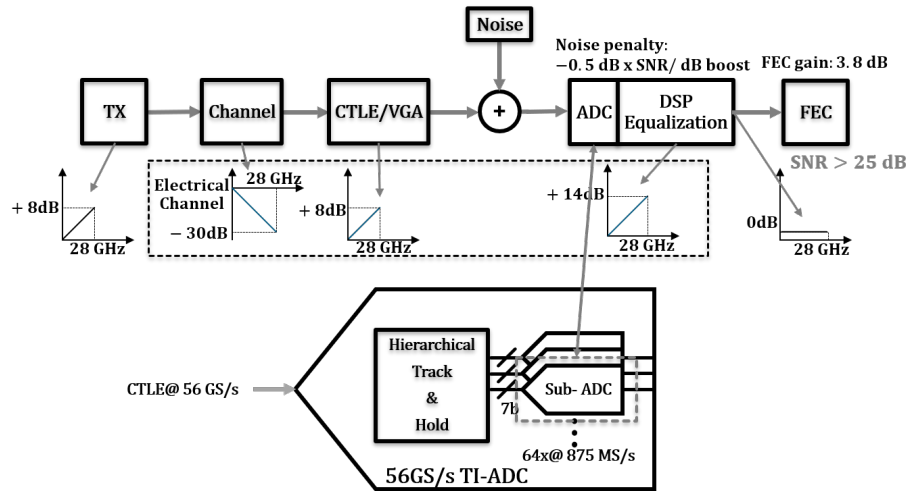 Noise
Noise penalty:
−0.5 dB x SNR/ dB boost
FEC gain: 3.8 dB
TX
Channel
CTLE/VGA
+
ADC
DSP
Equalization
FEC
SNR > 25 dB
+ 8dB
28 GHz
Electrical
Channel
28 GHz
− 30dB
+ 8dB
28 GHz
+ 14dB
28 GHz
0dB
28 GHz
Hierarchical
Track
&
Hold
CTLE@ 56 GS/s
7b
Sub- ADC
64x@ 875 MS/s
56GS/s TI-ADC